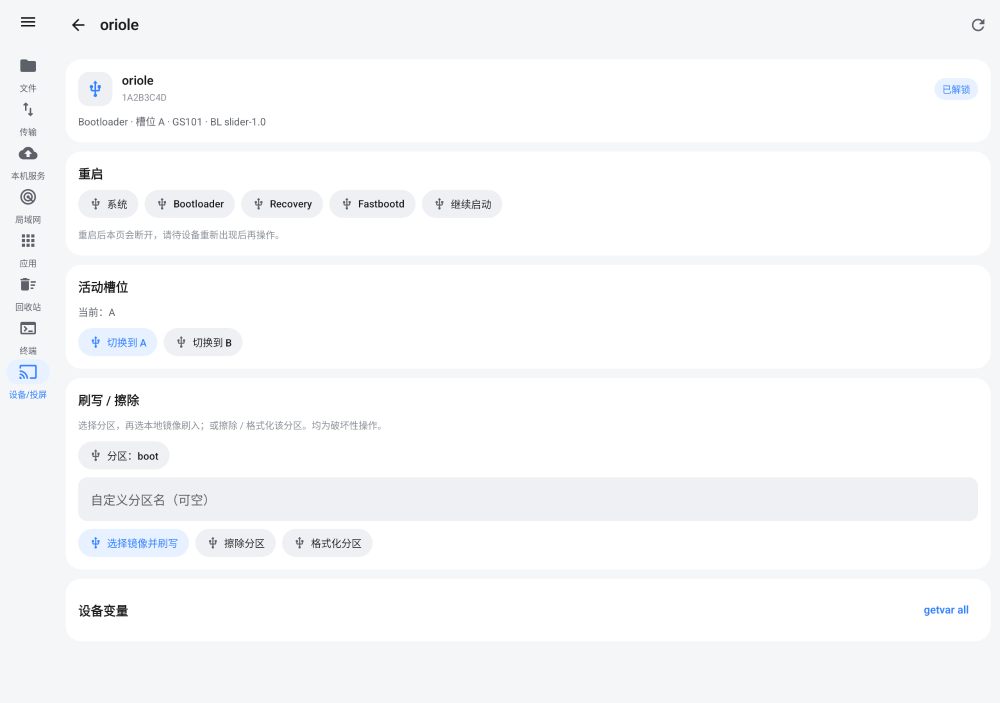 oriole
文件
传输
本机服务
局域网
应用
回收站
终端
设备/投屏
oriole
1A2B3C4D
已解锁
Bootloader · 槽位 A · GS101 · BL slider-1.0
重启
系统 Bootloader Recovery Fastbootd 继续启动
重启后本页会断开，请待设备重新出现后再操作。
活动槽位
当前：A
切换到 A 切换到 B
刷写 / 擦除
选择分区，再选本地镜像刷入；或擦除 / 格式化该分区。均为破坏性操作。
分区：boot
自定义分区名（可空）
选择镜像并刷写 擦除分区 格式化分区
设备变量 getvar all